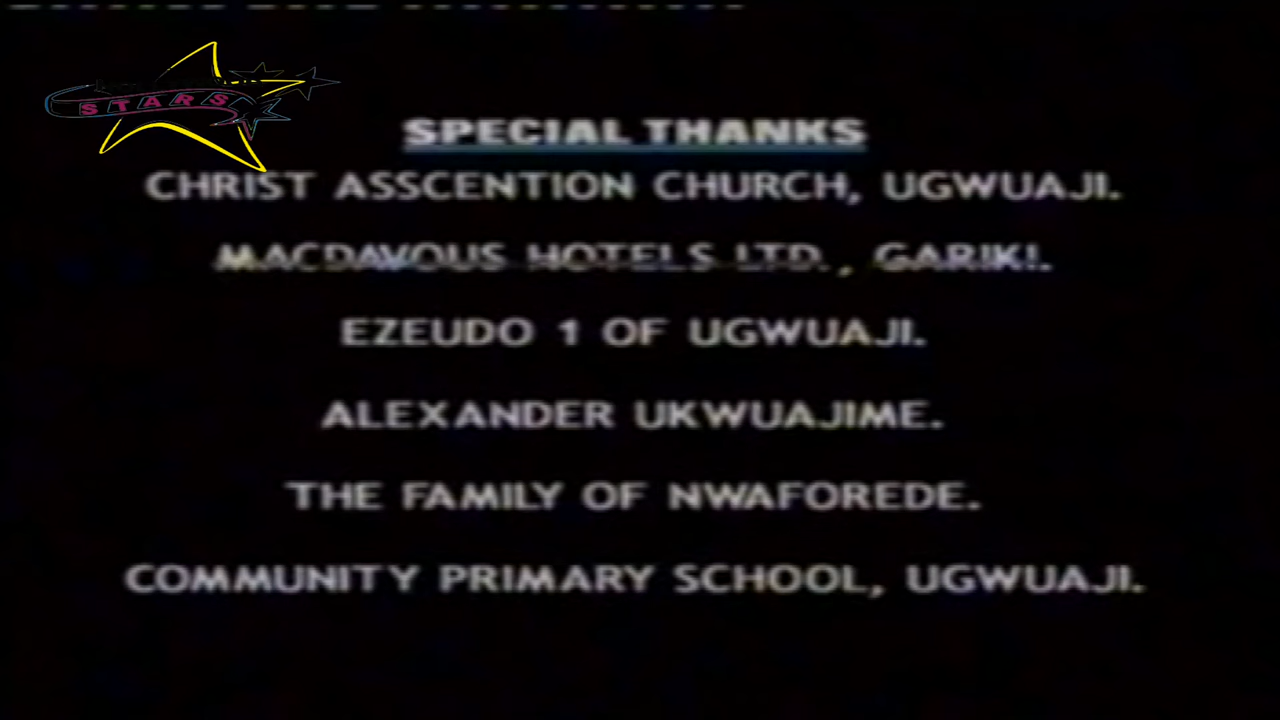 STARS
SPECIAL THANKS
CHRIST ASSCENTION CHURCH, UGWUAJI.
MACDAVOUS HOTELS LTD., GARIKI.
EZEUDO 1 OF UGWUAJI.
ALEXANDER UKWUAJIME.
THE FAMILY OF NWAFOREDE.
COMMUNITY PRIMARY SCHOOL, UGWUAJI.